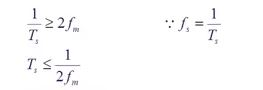 1/T_s ≥ 2f_m ∵ f_s = 1/T_s
T_s ≤ 1/2f_m